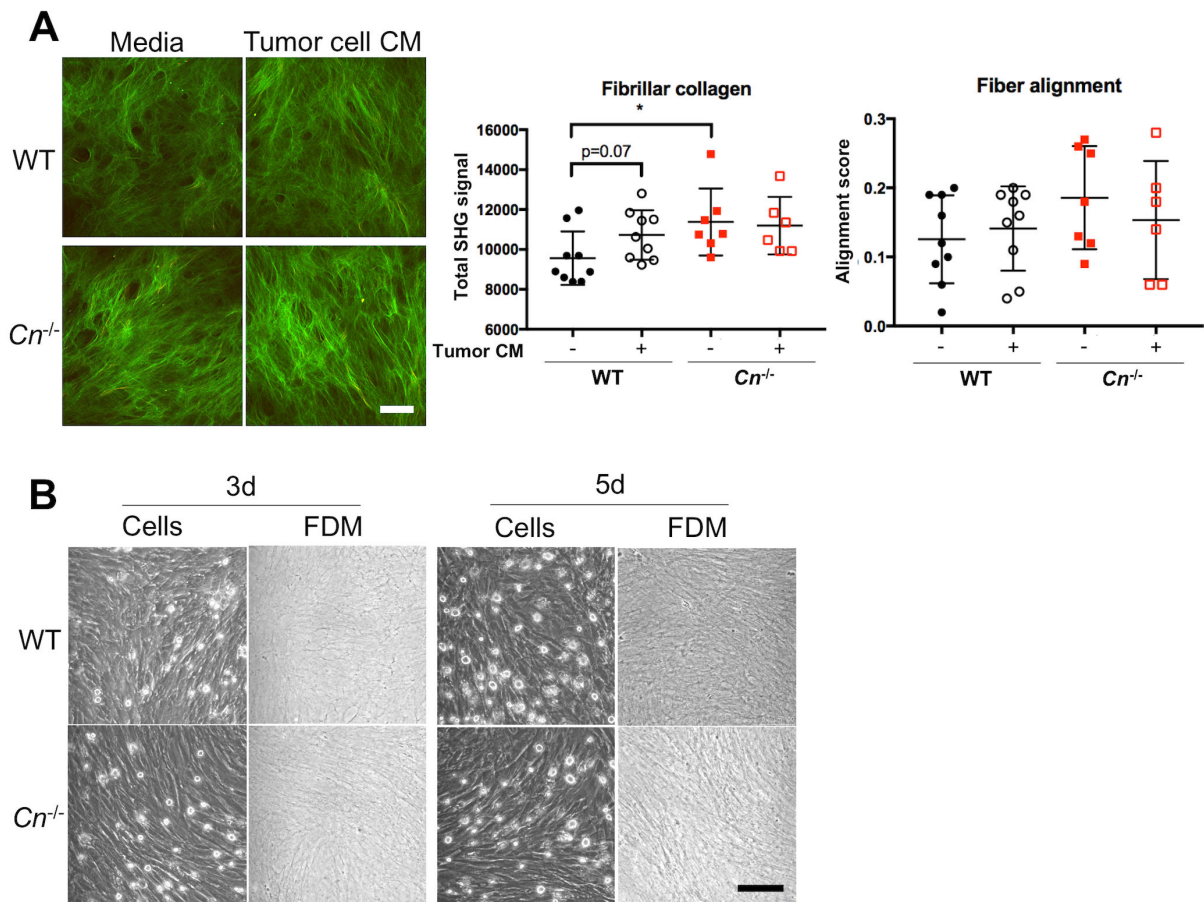 A
Media Tumor cell CM
WT
Cn-/-
Fibrillar collagen
*
p=0.07
Total SHG signal
16000
14000
12000
10000
8000
6000
Tumor CM - + - +
WT Cn-/-
Fiber alignment
Alignment score
0.3
0.2
0.1
0.0
- + - +
WT Cn-/-
B
3d 5d
Cells FDM Cells FDM
WT
Cn-/-